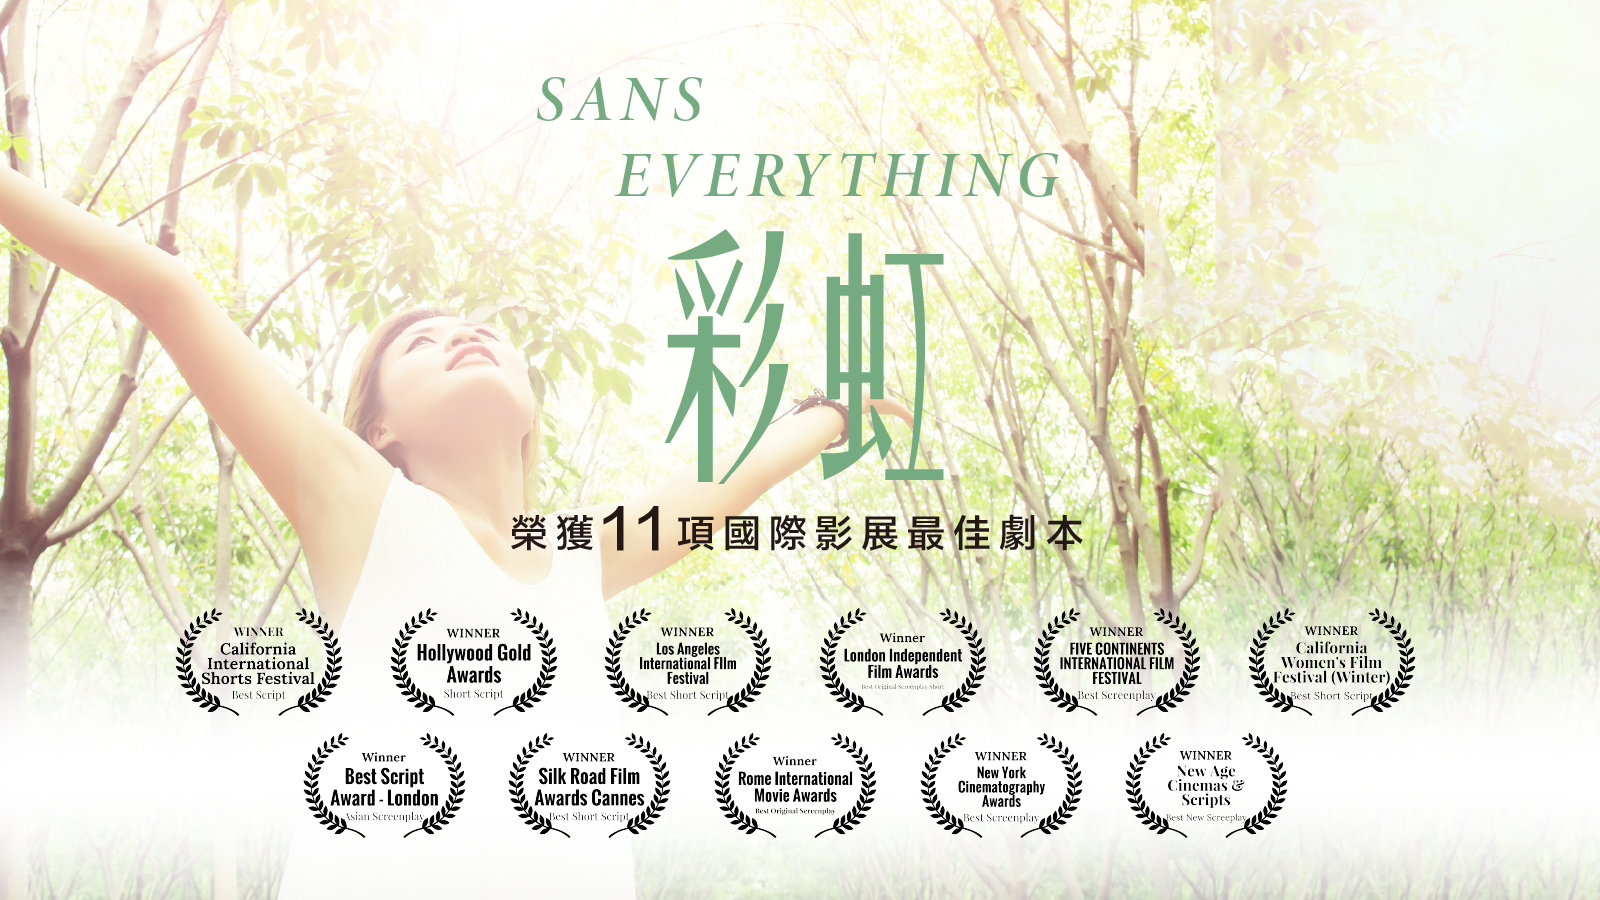 SANS
EVERYTHING
彩虹
榮獲11項國際影展最佳劇本
WINNER
California
International
Shorts Festival
Best Script
WINNER
Hollywood Gold
Awards
Short Script
WINNER
Los Angeles
International FIlm
Festival
Best Short Script
Winner
London Independent
Film Awards
Best Original Screenplay Short
WINNER
FIVE CONTINENTS
INTERNATIONAL FILM
FESTIVAL
Best Screenplay
WINNER
California
Women's Film
Festival (Winter)
Best Short Script
Winner
Best Script
Award - London
Asian Screenplay
WINNER
Silk Road Film
Awards Cannes
Best Short Script
Winner
Rome International
Movie Awards
Best Original Screenplay
WINNER
New York
Cinematography
Awards
Best Screenplay
WINNER
New Age
Cinemas &
Scripts
Best New Screeplay